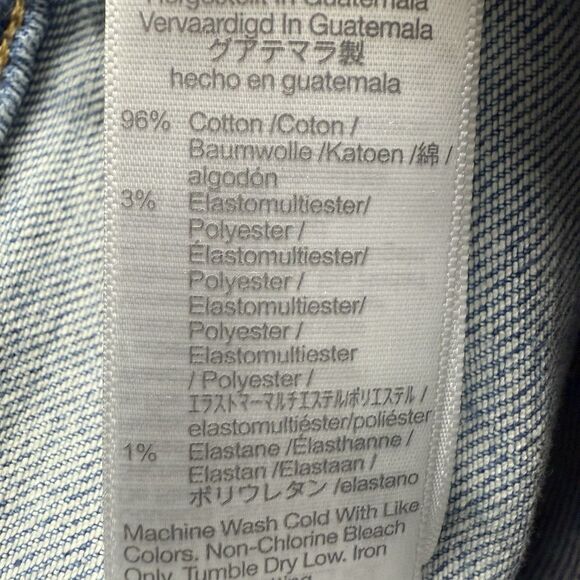 Hergestellt In Guatemala
Vervaardigd In Guatemala
グアテマラ製
hecho en guatemala
96% Cotton /Coton /
Baumwolle /Katoen /綿 /
algodón
3% Elastomultiester/
Polyester /
Élastomultiester/
Polyester /
Elastomultiester/
Polyester /
Elastomultiester
/ Polyester /
エラストマーマルチエステル/ポリエステル /
elastomultiéster/poliéster
1% Elastane /Élasthanne /
Elastan /Elastaan /
ポリウレタン /elastano
Machine Wash Cold With Like
Colors. Non-Chlorine Bleach
Only. Tumble Dry Low. Iron